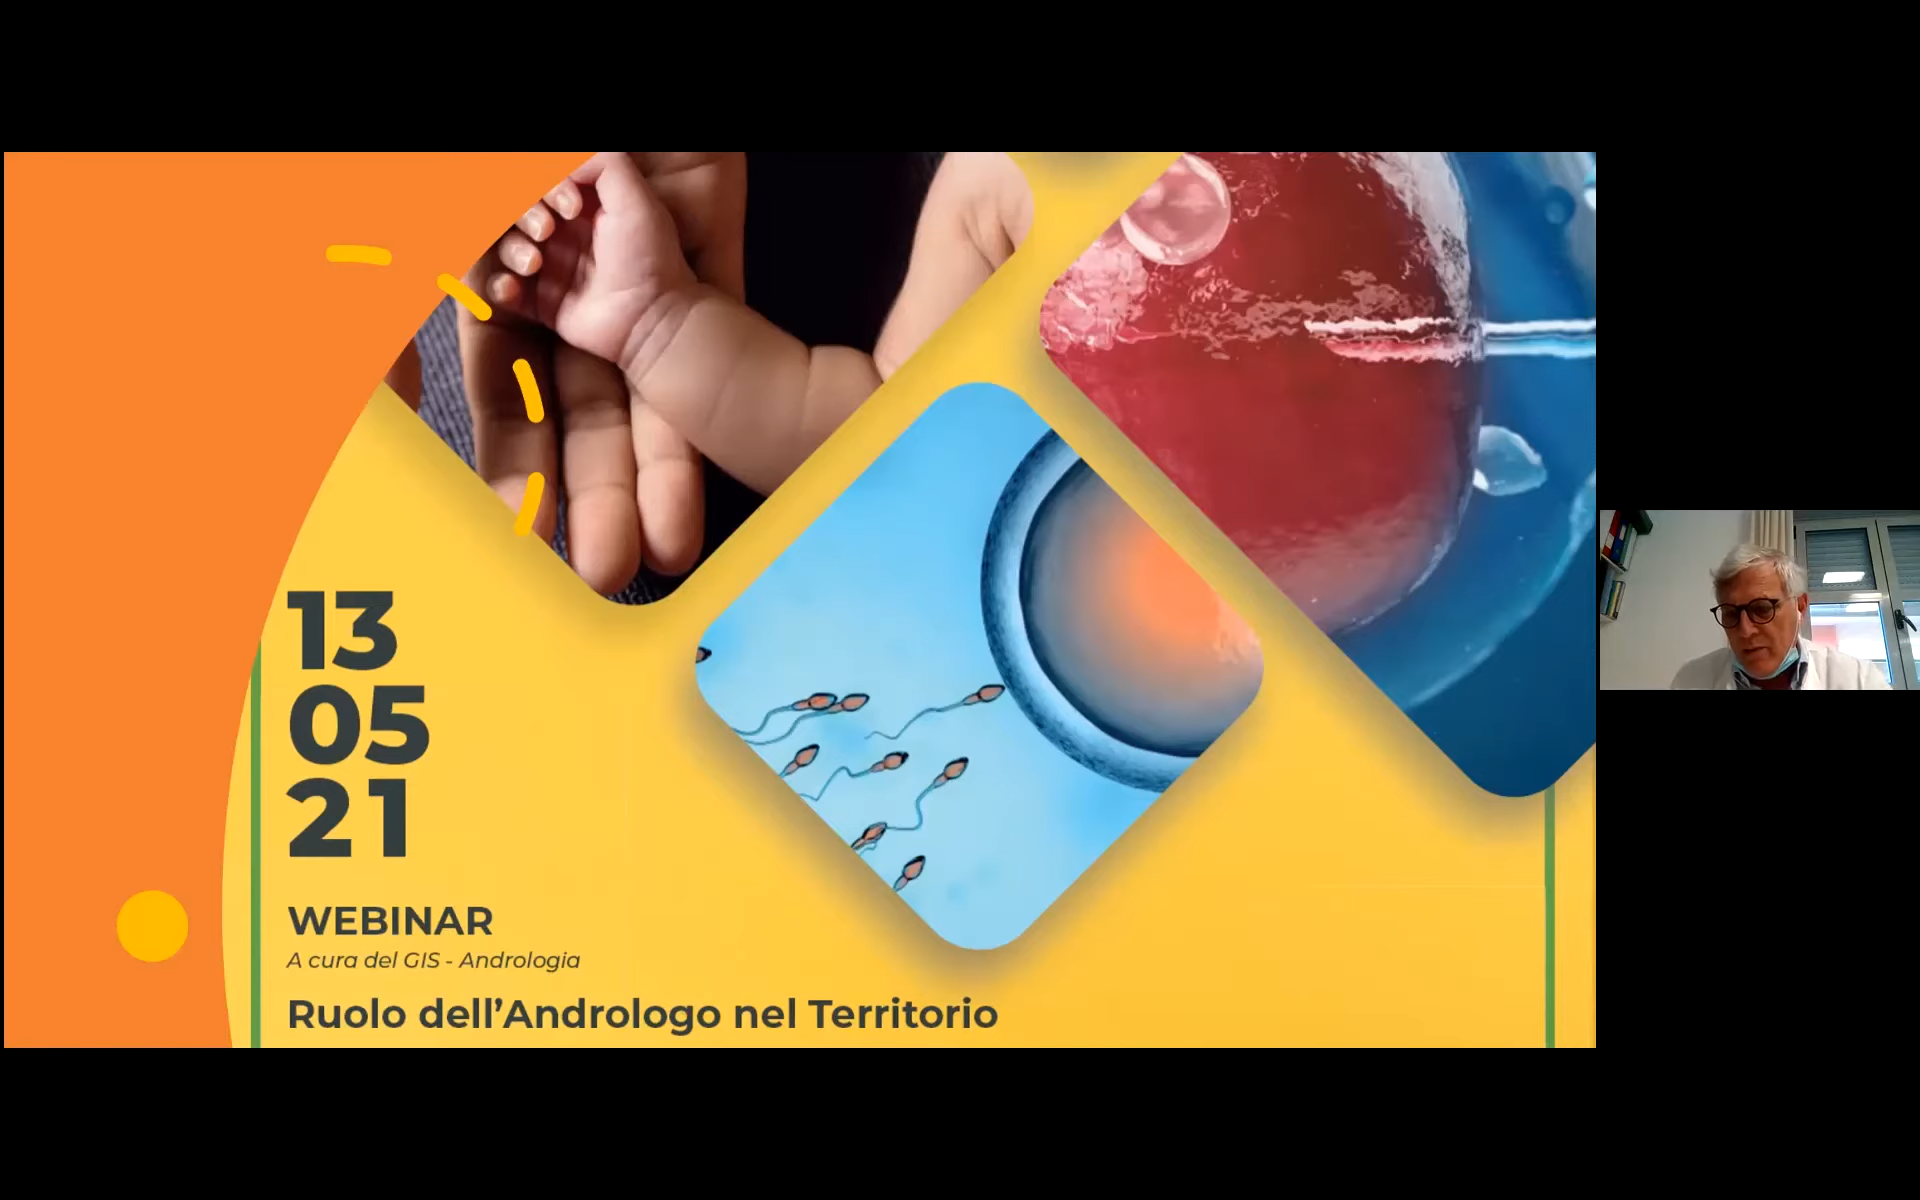 13
05
21
WEBINAR
A cura del GIS - Andrologia
Ruolo dell’Andrologo nel Territorio